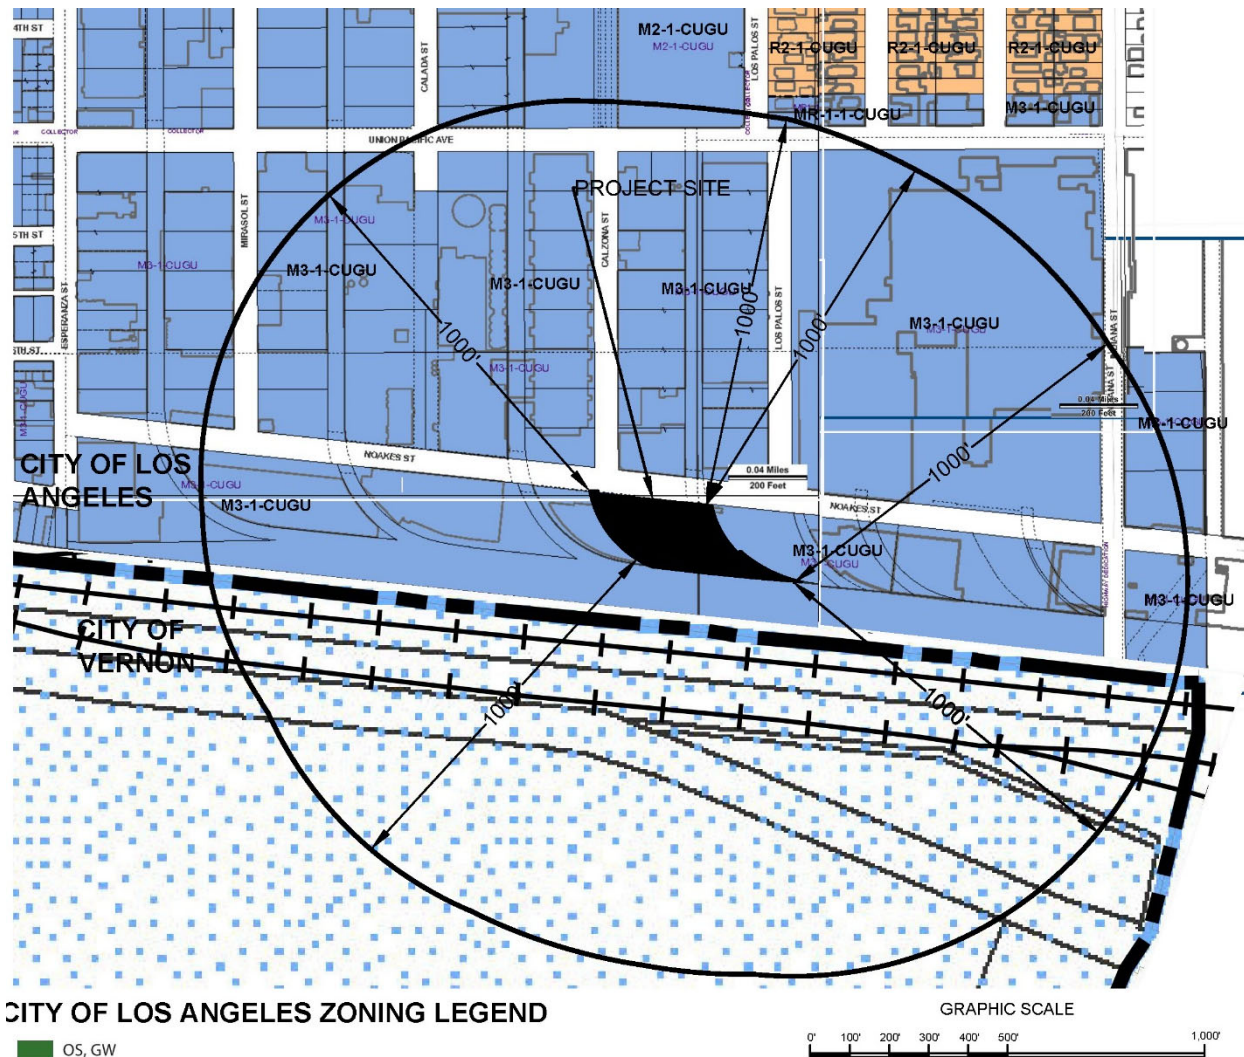 4TH ST
CALADA ST
M2-1-CUGU
M2-1-CUGU
LOS PALOS ST
R2-1-CUGU
R2-1-CUGU
R2-1-CUGU
COLLECTOR
COLLECTOR
COLLECTOR
MR-1-1-CUGU
M3-1-CUGU
UNION PACIFIC AVE
PROJECT SITE
5TH ST
MIRASOL ST
M3-1-CUGU
CALZONA ST
M3-1-CUGU
M3-1-CUGU
M3-1-CUGU
M3-1-CUGU
ESPERANZA ST
LOS PALOS ST
1000'
1000'
1000'
M3-1-CUGU
M3-1-CUGU
M3-1-CUGU
0.04 Miles
200 Feet
M3-1-CUGU
M3-1-CUGU
NOAKES ST
CITY OF LOS
ANGELES
M3-1-CUGU
M3-1-CUGU
0.04 Miles
200 Feet
1000'
NOAKES ST
M3-1-CUGU
M3-1-CUGU
M3-1-CUGU
CITY OF
VERNON
1000'
1000'
CITY OF LOS ANGELES ZONING LEGEND
OS, GW
GRAPHIC SCALE
0' 100' 200' 300' 400' 500' 1,000'